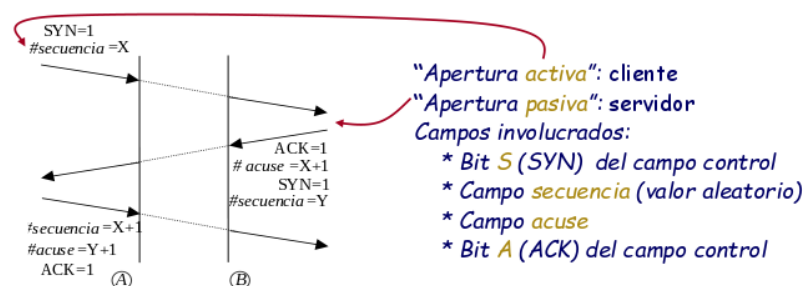 SYN=1
#secuencia =X
ACK=1
# acuse =X+1
SYN=1
#secuencia =Y
#secuencia =X+1
#acuse =Y+1
ACK=1
A
B
“Apertura activa”: cliente
“Apertura pasiva”: servidor
Campos involucrados:
* Bit S (SYN) del campo control
* Campo secuencia (valor aleatorio)
* Campo acuse
* Bit A (ACK) del campo control